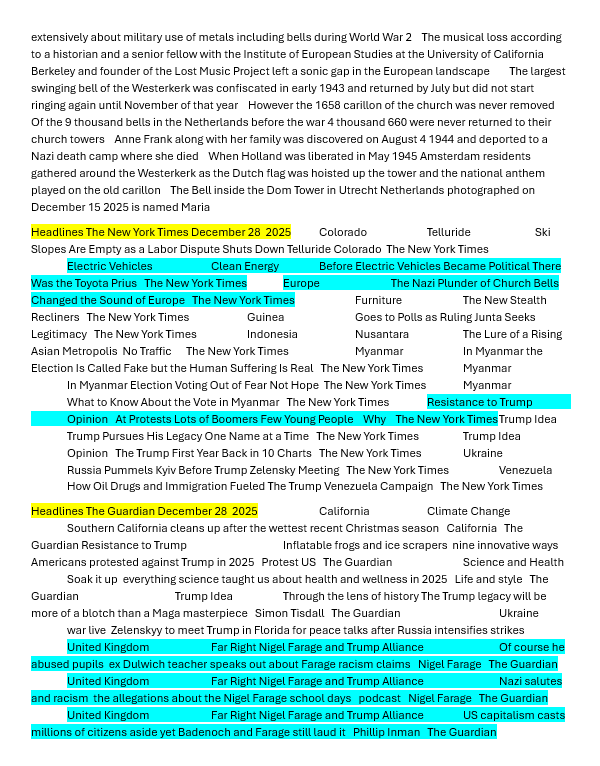 extensively about military use of metals including bells during World War 2 The musical loss according
to a historian and a senior fellow with the Institute of European Studies at the University of California
Berkeley and founder of the Lost Music Project left a sonic gap in the European landscape The largest
swinging bell of the Westerkerk was confiscated in early 1943 and returned by July but did not start
ringing again until November of that year However the 1658 carillon of the church was never removed
Of the 9 thousand bells in the Netherlands before the war 4 thousand 660 were never returned to their
church towers Anne Frank along with her family was discovered on August 4 1944 and deported to a
Nazi death camp where she died When Holland was liberated in May 1945 Amsterdam residents
gathered around the Westerkerk as the Dutch flag was hoisted up the tower and the national anthem
played on the old carillon The Bell inside the Dom Tower in Utrecht Netherlands photographed on
December 15 2025 is named Maria
Headlines The New York Times December 28 2025 Colorado Telluride Ski
Slopes Are Empty as a Labor Dispute Shuts Down Telluride Colorado The New York Times
Electric Vehicles Clean Energy Before Electric Vehicles Became Political There
Was the Toyota Prius The New York Times Europe The Nazi Plunder of Church Bells
Changed the Sound of Europe The New York Times Furniture The New Stealth
Recliners The New York Times Guinea Goes to Polls as Ruling Junta Seeks
Legitimacy The New York Times Indonesia Nusantara The Lure of a Rising
Asian Metropolis No Traffic The New York Times Myanmar In Myanmar the
Election Is Called Fake but the Human Suffering Is Real The New York Times Myanmar
In Myanmar Election Voting Out of Fear Not Hope The New York Times Myanmar
What to Know About the Vote in Myanmar The New York Times Resistance to Trump
Opinion At Protests Lots of Boomers Few Young People Why The New York Times Trump Idea
Trump Pursues His Legacy One Name at a Time The New York Times Trump Idea
Opinion The Trump First Year Back in 10 Charts The New York Times Ukraine
Russia Pummels Kyiv Before Trump Zelensky Meeting The New York Times Venezuela
How Oil Drugs and Immigration Fueled The Trump Venezuela Campaign The New York Times
Headlines The Guardian December 28 2025 California Climate Change
Southern California cleans up after the wettest recent Christmas season California The
Guardian Resistance to Trump Inflatable frogs and ice scrapers nine innovative ways
Americans protested against Trump in 2025 Protest US The Guardian Science and Health
Soak it up everything science taught us about health and wellness in 2025 Life and style The
Guardian Trump Idea Through the lens of history The Trump legacy will be
more of a blotch than a Maga masterpiece Simon Tisdall The Guardian Ukraine
war live Zelenskyy to meet Trump in Florida for peace talks after Russia intensifies strikes
United Kingdom Far Right Nigel Farage and Trump Alliance Of course he
abused pupils ex Dulwich teacher speaks out about Farage racism claims Nigel Farage The Guardian
United Kingdom Far Right Nigel Farage and Trump Alliance Nazi salutes
and racism the allegations about the Nigel Farage school days podcast Nigel Farage The Guardian
United Kingdom Far Right Nigel Farage and Trump Alliance US capitalism casts
millions of citizens aside yet Badenoch and Farage still laud it Phillip Inman The Guardian